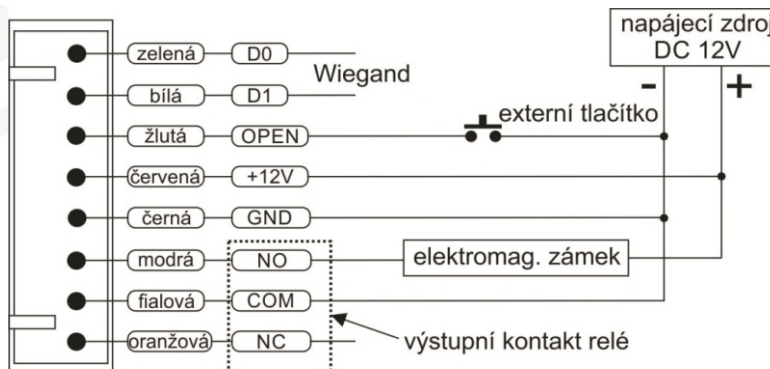 napájecí zdroj
DC 12V
- +
zelená D0
Wiegand
bílá D1
externí tlačítko
žlutá OPEN
červená +12V
černá GND
modrá NO elektromag. zámek
fialová COM
oranžová NC výstupní kontakt relé